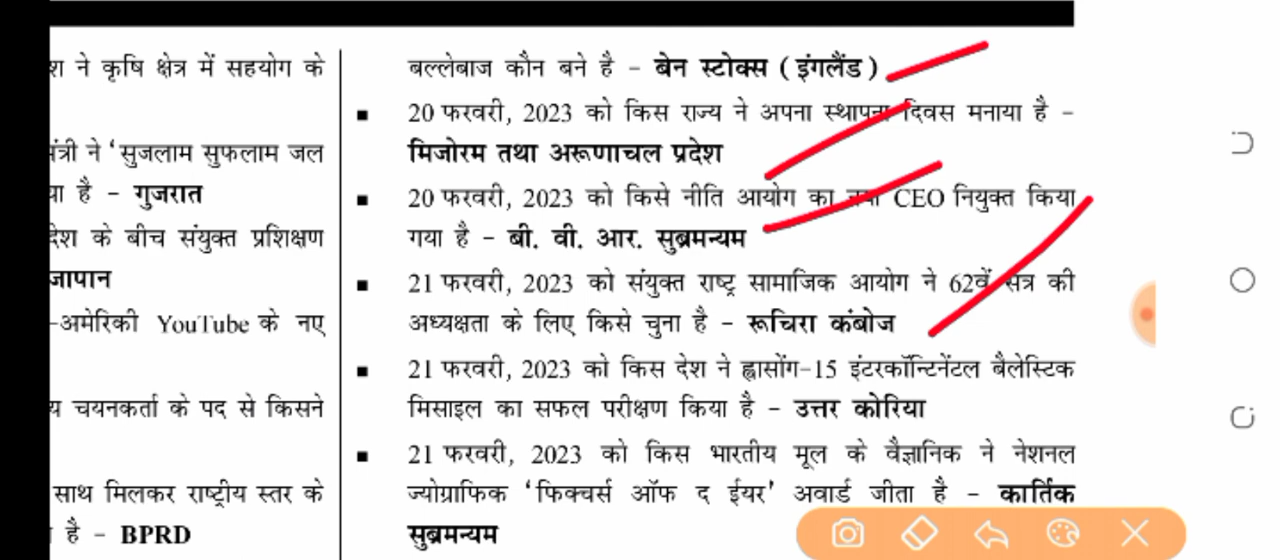 श ने कृषि क्षेत्र में सहयोग के
मंत्री ने ‘सुजलाम सुफलाम जल
है – गुजरात
देश के बीच संयुक्त प्रशिक्षण
जापान
-अमेरिकी YouTube के नए
य चयनकर्ता के पद से किसने
साथ मिलकर राष्ट्रीय स्तर के
है – BPRD
बल्लेबाज कौन बने है – बेन स्टोक्स ( इंगलैंड )
▪ 20 फरवरी, 2023 को किस राज्य ने अपना स्थापना दिवस मनाया है –
मिजोरम तथा अरूणाचल प्रदेश
▪ 20 फरवरी, 2023 को किसे नीति आयोग का नया CEO नियुक्त किया
गया है – बी. वी. आर. सुब्रमन्यम
▪ 21 फरवरी, 2023 को संयुक्त राष्ट्र सामाजिक आयोग ने 62वें सत्र की
अध्यक्षता के लिए किसे चुना है – रूचिरा कंबोज
▪ 21 फरवरी, 2023 को किस देश ने ह्वासोंग-15 इंटरकॉन्टिनेंटल बैलेस्टिक
मिसाइल का सफल परीक्षण किया है – उत्तर कोरिया
▪ 21 फरवरी, 2023 को किस भारतीय मूल के वैज्ञानिक ने नेशनल
ज्योग्राफिक ‘फिक्चर्स ऑफ द ईयर’ अवार्ड जीता है – कार्तिक
सुब्रमन्यम